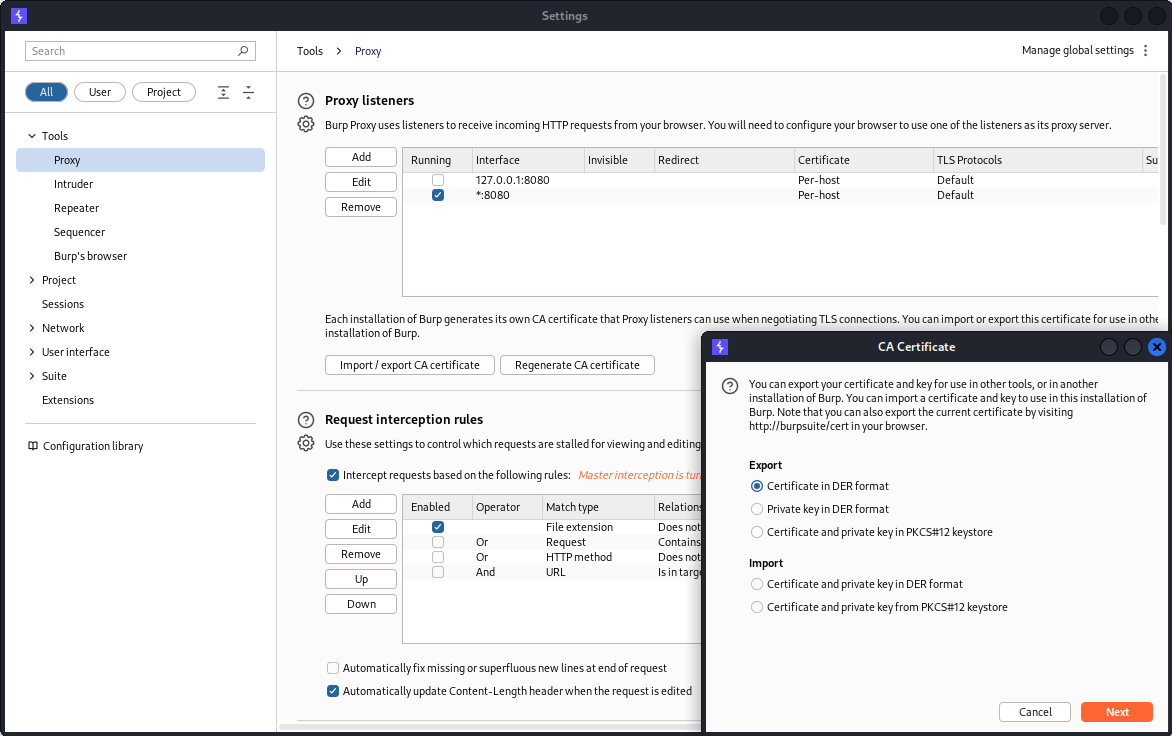 Settings
Search
Tools > Proxy
Manage global settings
All User Project
Tools
Proxy
Intruder
Repeater
Sequencer
Burp's browser
Project
Sessions
Network
User interface
Suite
Extensions
Configuration library
Proxy listeners
Burp Proxy uses listeners to receive incoming HTTP requests from your browser. You will need to configure your browser to use one of the listeners as its proxy server.
Add
Edit
Remove
Running Interface Invisible Redirect Certificate TLS Protocols Su
127.0.0.1:8080 Per-host Default
*:8080 Per-host Default
Each installation of Burp generates its own CA certificate that Proxy listeners can use when negotiating TLS connections. You can import or export this certificate for use in othe
installation of Burp.
Import / export CA certificate Regenerate CA certificate
Request interception rules
Use these settings to control which requests are stalled for viewing and editing
Intercept requests based on the following rules: Master interception is tur
Add
Edit
Remove
Up
Down
Enabled Operator Match type Relations
File extension Does not
Or Request Contains
Or HTTP method Does not
And URL Is in targ
Automatically fix missing or superfluous new lines at end of request
Automatically update Content-Length header when the request is edited
CA Certificate
You can export your certificate and key for use in other tools, or in another
installation of Burp. You can import a certificate and key to use in this installation of
Burp. Note that you can also export the current certificate by visiting
http://burpsuite/cert in your browser.
Export
Certificate in DER format
Private key in DER format
Certificate and private key in PKCS#12 keystore
Import
Certificate and private key in DER format
Certificate and private key from PKCS#12 keystore
Cancel Next